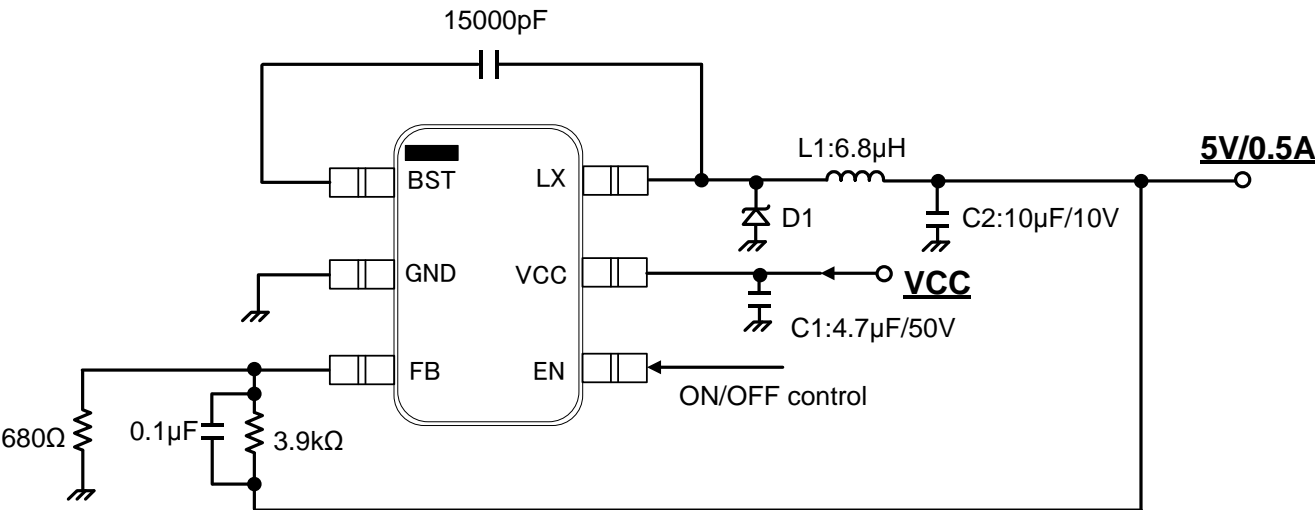 15000pF
BST
LX
L1:6.8µH
5V/0.5A
D1
C2:10µF/10V
GND
VCC
VCC
C1:4.7µF/50V
FB
EN
ON/OFF control
680Ω
0.1µF
3.9kΩ